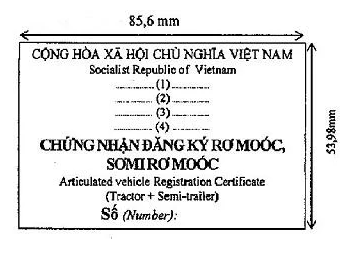 85,6 mm
CỘNG HÒA XÃ HỘI CHỦ NGHĨA VIỆT NAM
Socialist Republic of Vietnam
............(1)............
............(2)............
............(3)............
............(4)............
CHỨNG NHẬN ĐĂNG KÝ RƠ MOÓC,
SOMI RƠ MOÓC
Articulated vehicle Registration Certificate
(Tractor + Semi-trailer)
Số (Number):
53,98mm